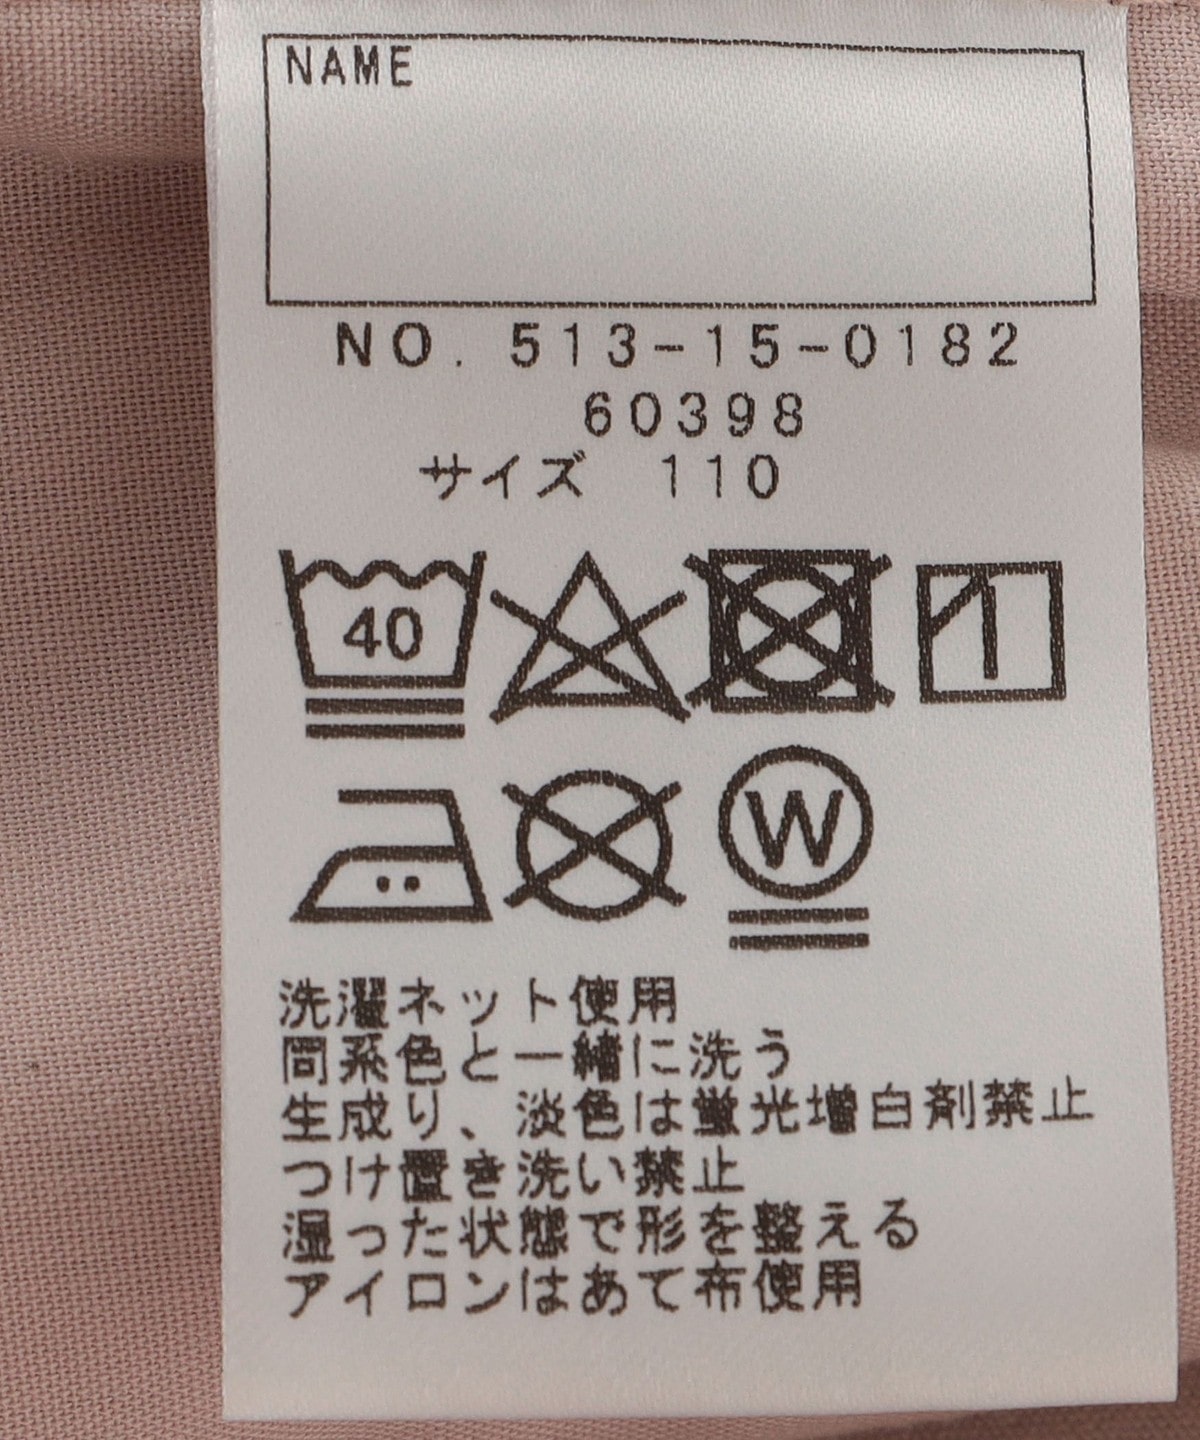 NAME
NO. 513-15-0182
60398
サイズ 110
40
W
洗濯ネット使用
同系色と一緒に洗う
生成り、淡色は蛍光増白剤禁止
つけ置き洗い禁止
湿った状態で形を整える
アイロンはあて布使用